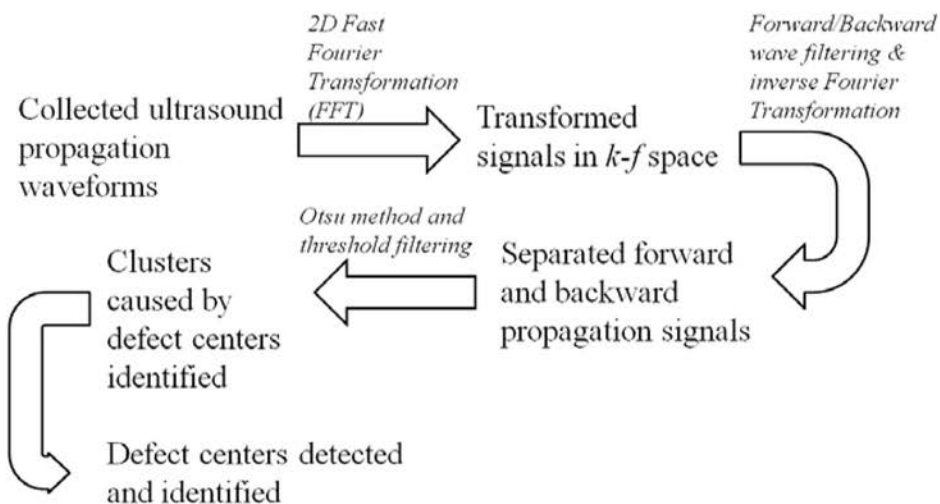 Collected ultrasound
propagation
waveforms
2D Fast
Fourier
Transformation
(FFT)
Transformed
signals in k-f space
Forward/Backward
wave filtering &
inverse Fourier
Transformation
Separated forward
and backward
propagation signals
Otsu method and
threshold filtering
Clusters
caused by
defect centers
identified
Defect centers detected
and identified